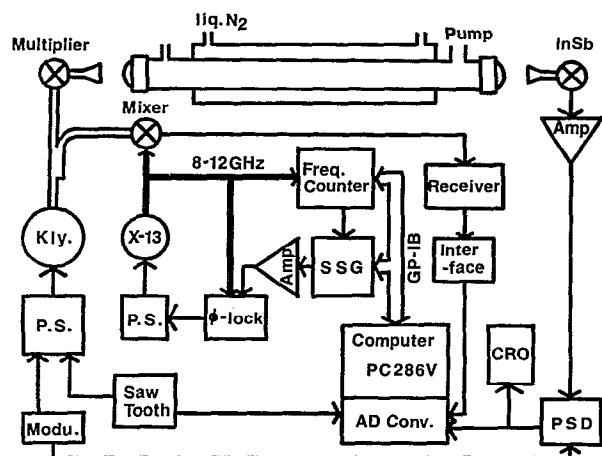 liq.N2
Multiplier
Pump
InSb
Mixer
Amp
8-12GHz
Freq.
Counter
Receiver
Kly.
X-13
Amp
SSG
GP-IB
Inter
-face
P.S.
P.S.
ϕ-lock
Computer
PC286V
CRO
Saw
Tooth
AD Conv.
PSD
Modu.